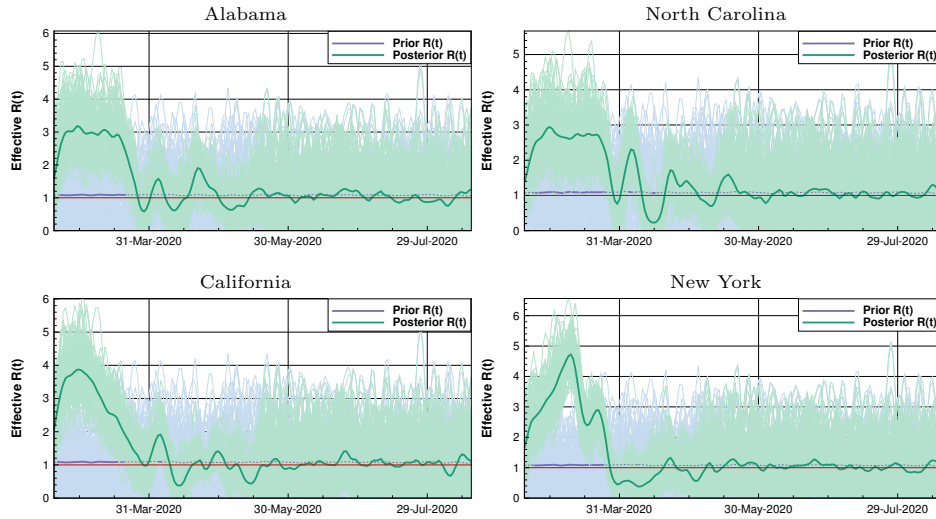 Alabama
Effective R(t)
6
5
4
3
2
1
0
Prior R(t)
Posterior R(t)
31-Mar-2020 30-May-2020 29-Jul-2020
North Carolina
Effective R(t)
5
4
3
2
1
0
Prior R(t)
Posterior R(t)
31-Mar-2020 30-May-2020 29-Jul-2020
California
Effective R(t)
6
5
4
3
2
1
0
Prior R(t)
Posterior R(t)
31-Mar-2020 30-May-2020 29-Jul-2020
New York
Effective R(t)
6
5
4
3
2
1
0
Prior R(t)
Posterior R(t)
31-Mar-2020 30-May-2020 29-Jul-2020